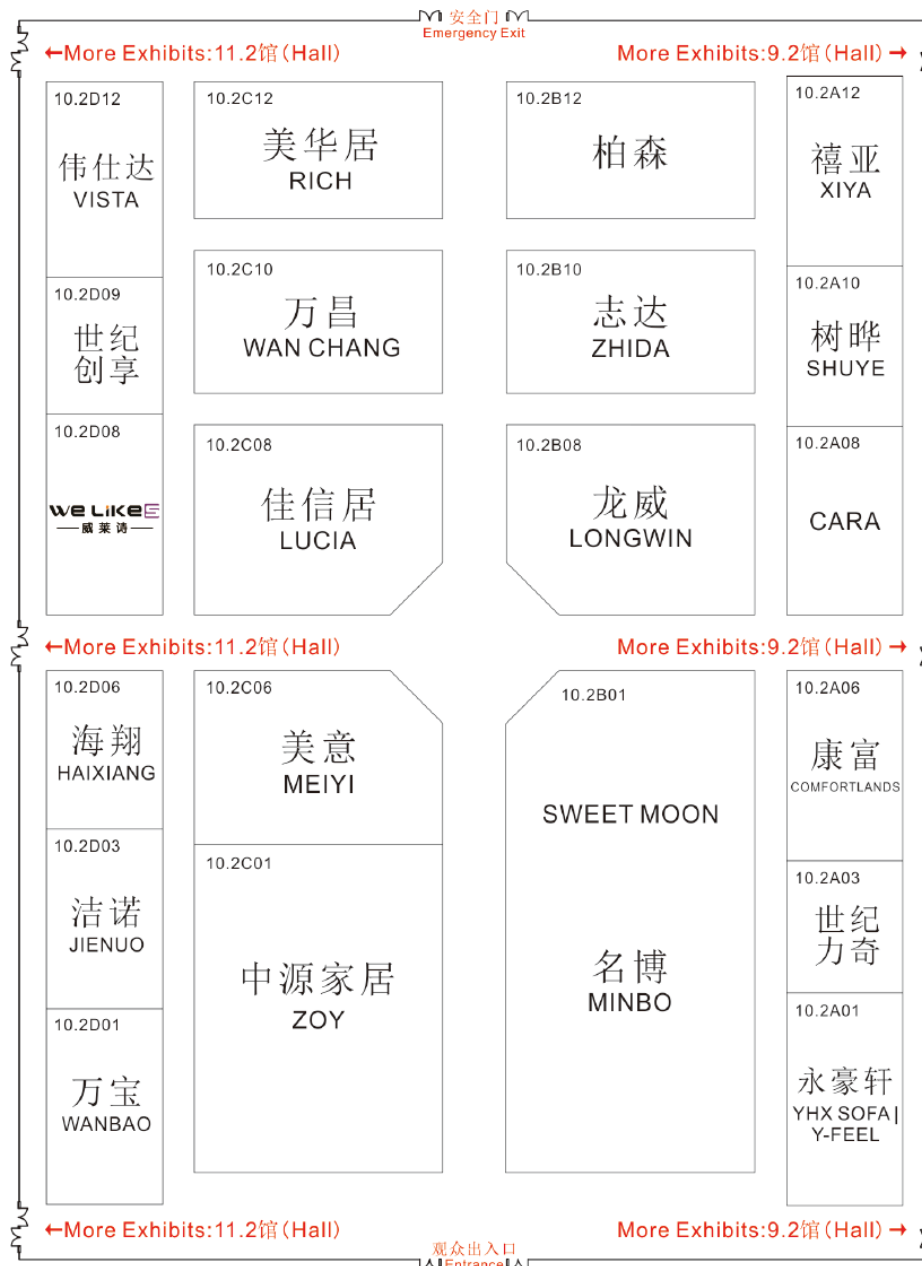 安全门
Emergency Exit
←More Exhibits:11.2馆(Hall)
More Exhibits:9.2馆(Hall)→
10.2D12
伟仕达
VISTA
10.2C12
美华居
RICH
10.2B12
柏森
10.2A12
禧亚
XIYA
10.2D09
世纪
创享
10.2C10
万昌
WAN CHANG
10.2B10
志达
ZHIDA
10.2A10
树晔
SHUYE
10.2D08
WE LIKEE
威莱诗
10.2C08
佳信居
LUCIA
10.2B08
龙威
LONGWIN
10.2A08
CARA
←More Exhibits:11.2馆(Hall)
More Exhibits:9.2馆(Hall)→
10.2D06
海翔
HAIXIANG
10.2C06
美意
MEIYI
10.2B01
SWEET MOON
名博
MINBO
10.2A06
康富
COMFORTLANDS
10.2D03
洁诺
JIENUO
10.2C01
中源家居
ZOY
10.2A03
世纪
力奇
10.2D01
万宝
WANBAO
10.2A01
永豪轩
YHX SOFA|
Y-FEEL
←More Exhibits:11.2馆(Hall)
More Exhibits:9.2馆(Hall)→
观众出入口
Entrance